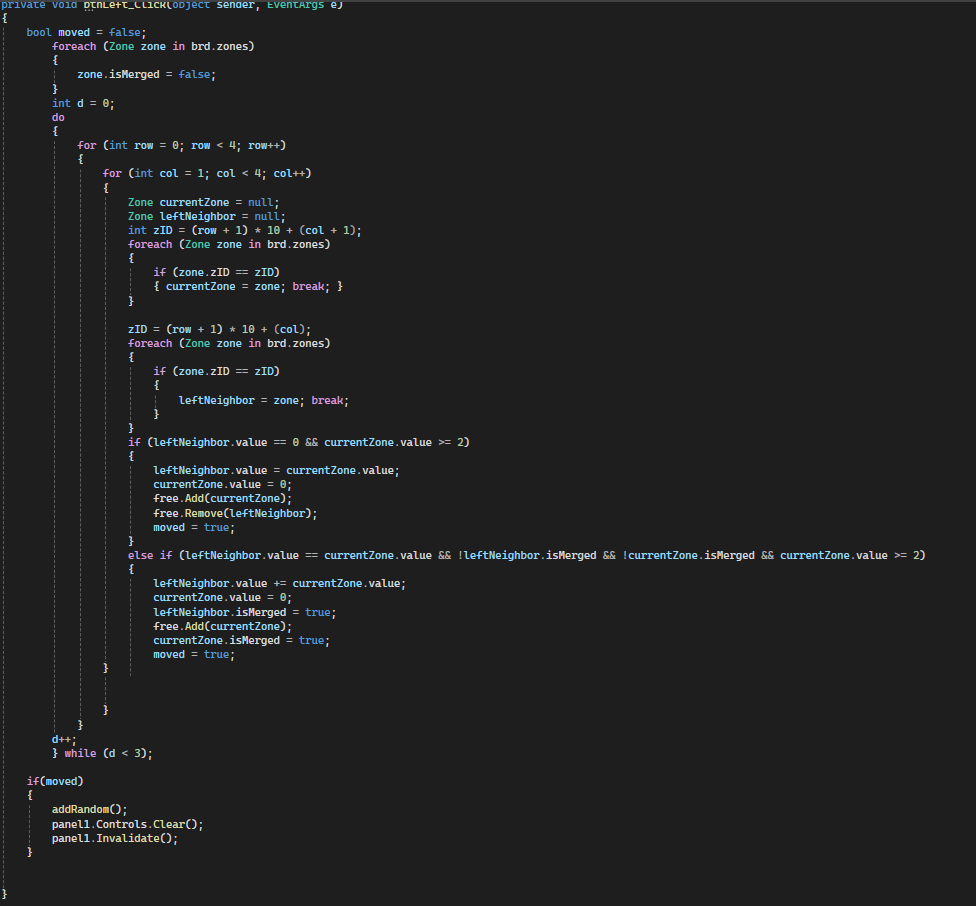 private void btnLeft_Click(object sender, EventArgs e)
{
bool moved = false;
foreach (Zone zone in brd.zones)
{
zone.isMerged = false;
}
int d = 0;
do
{
for (int row = 0; row < 4; row++)
{
for (int col = 1; col < 4; col++)
{
Zone currentZone = null;
Zone leftNeighbor = null;
int zID = (row + 1) * 10 + (col + 1);
foreach (Zone zone in brd.zones)
{
if (zone.zID == zID)
{ currentZone = zone; break; }
}
zID = (row + 1) * 10 + (col);
foreach (Zone zone in brd.zones)
{
if (zone.zID == zID)
{
leftNeighbor = zone; break;
}
}
if (leftNeighbor.value == 0 && currentZone.value >= 2)
{
leftNeighbor.value = currentZone.value;
currentZone.value = 0;
free.Add(currentZone);
free.Remove(leftNeighbor);
moved = true;
}
else if (leftNeighbor.value == currentZone.value && !leftNeighbor.isMerged && !currentZone.isMerged && currentZone.value >= 2)
{
leftNeighbor.value += currentZone.value;
currentZone.value = 0;
leftNeighbor.isMerged = true;
free.Add(currentZone);
currentZone.isMerged = true;
moved = true;
}
}
}
d++;
} while (d < 3);
if(moved)
{
addRandom();
panel1.Controls.Clear();
panel1.Invalidate();
}
}